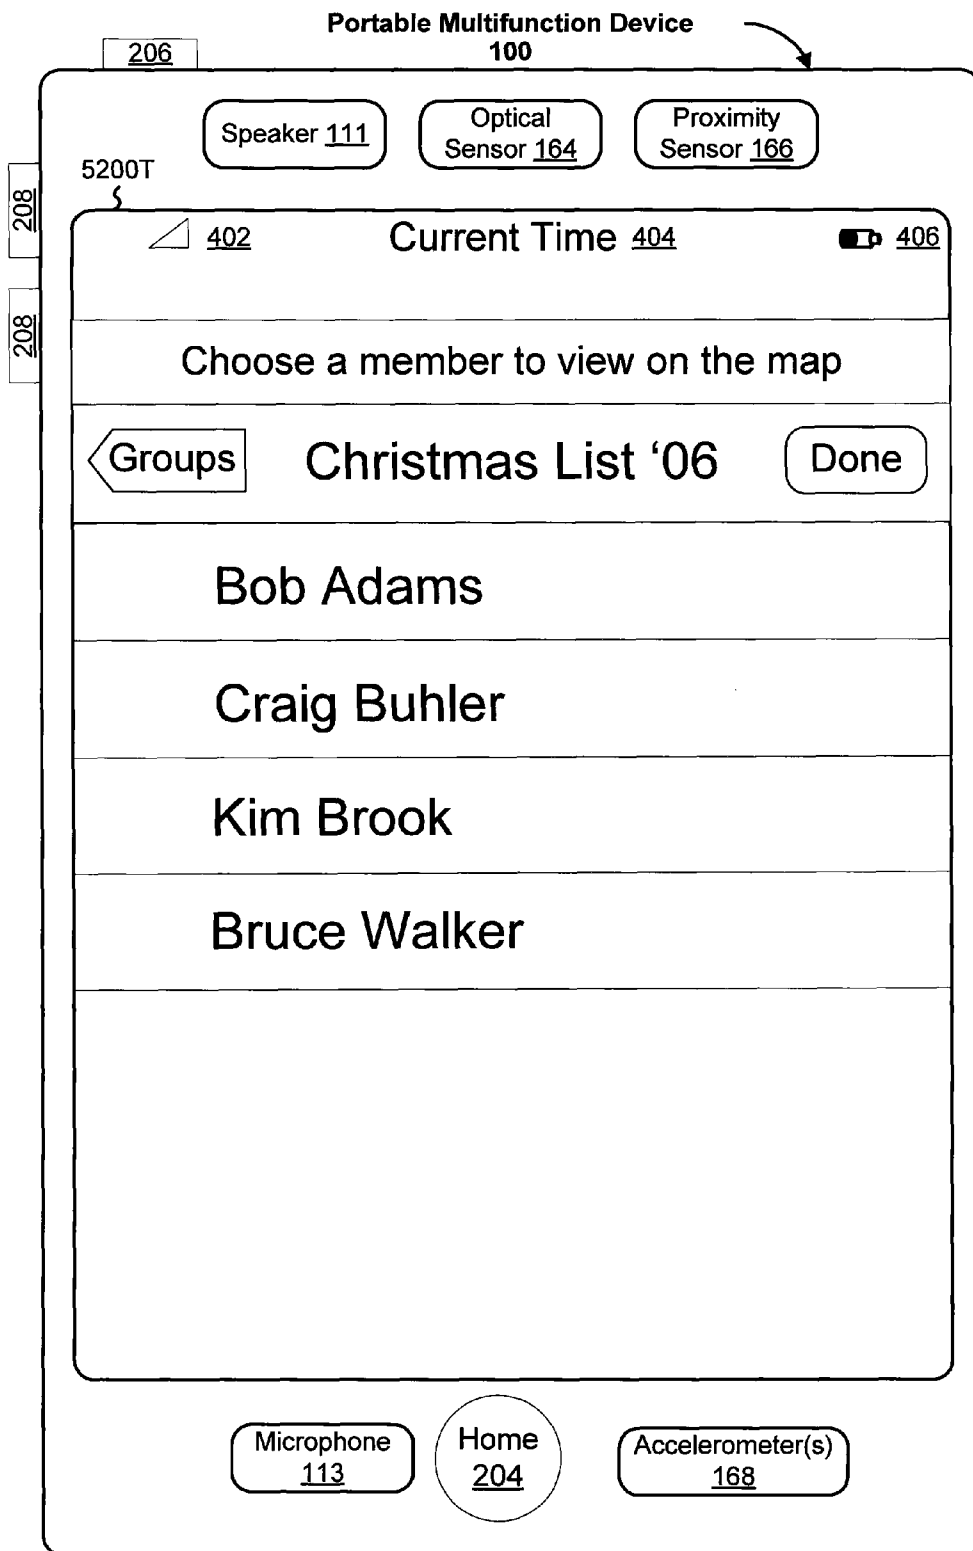 Portable Multifunction Device
100
206
Speaker 111
Optical
Sensor 164
Proximity
Sensor 166
5200T
208
208
402
Current Time 404
406
Choose a member to view on the map
Groups
Christmas List ‘06
Done
Bob Adams
Craig Buhler
Kim Brook
Bruce Walker
Microphone
113
Home
204
Accelerometer(s)
168